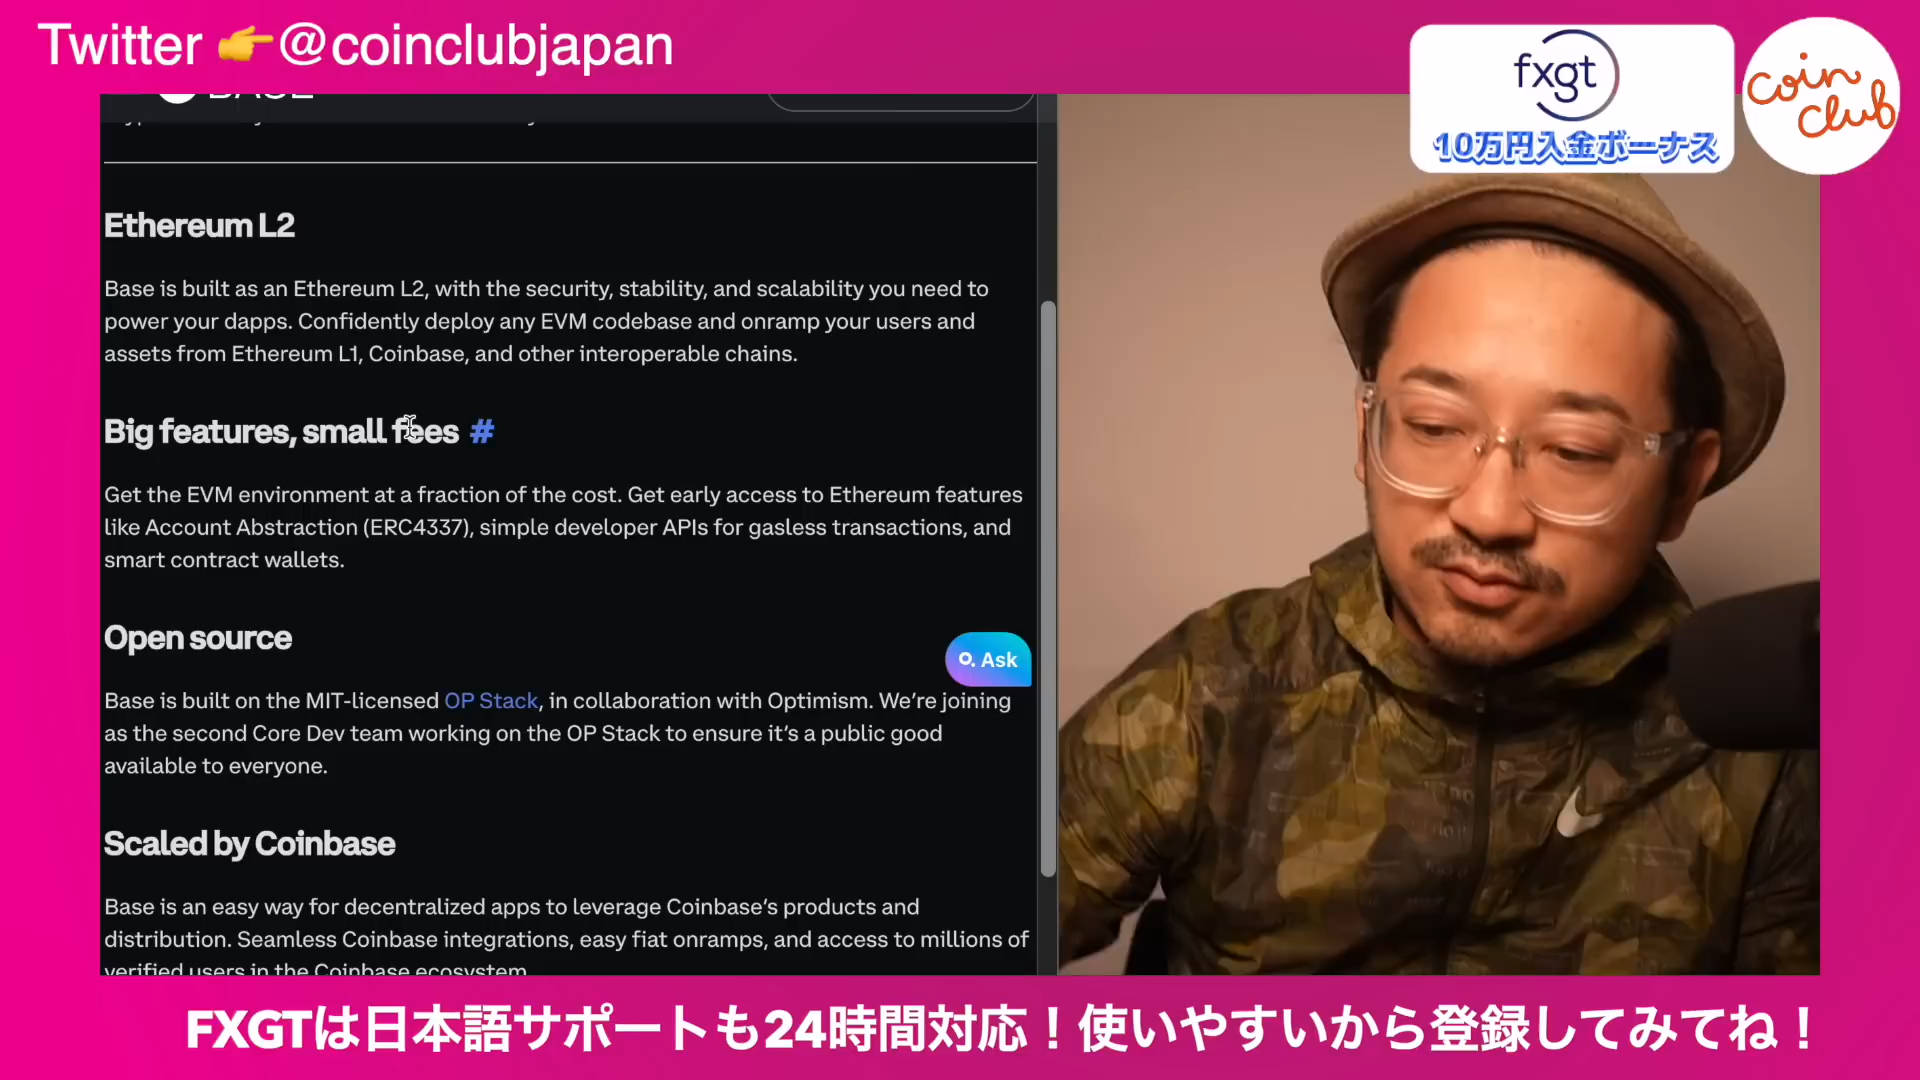 Twitter 👉@coinclubjapan
fxgt
10万円入金ボーナス
coin club
BASE
Ethereum L2
Base is built as an Ethereum L2, with the security, stability, and scalability you need to
power your dapps. Confidently deploy any EVM codebase and onramp your users and
assets from Ethereum L1, Coinbase, and other interoperable chains.
Big features, small fees #
Get the EVM environment at a fraction of the cost. Get early access to Ethereum features
like Account Abstraction (ERC4337), simple developer APIs for gasless transactions, and
smart contract wallets.
Open source
Ask
Base is built on the MIT-licensed OP Stack, in collaboration with Optimism. We're joining
as the second Core Dev team working on the OP Stack to ensure it's a public good
available to everyone.
Scaled by Coinbase
Base is an easy way for decentralized apps to leverage Coinbase's products and
distribution. Seamless Coinbase integrations, easy fiat onramps, and access to millions of
verified users in the Coinbase ecosystem
FXGTは日本語サポートも24時間対応！使いやすいから登録してみてね！